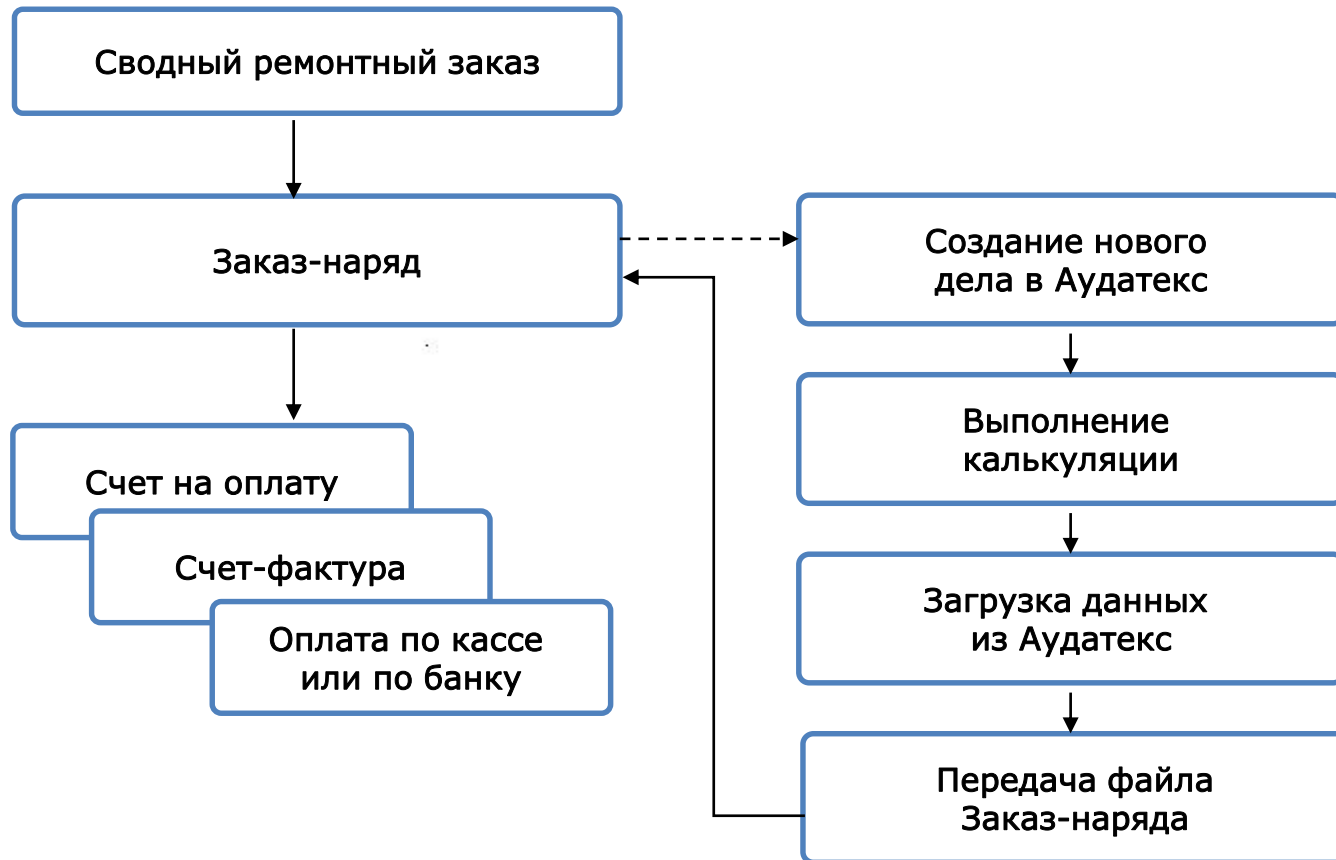 Сводный ремонтный заказ
Заказ-наряд
Счет на оплату
Счет-фактура
Оплата по кассе
или по банку
Создание нового
дела в Аудатекс
Выполнение
калькуляции
Загрузка данных
из Аудатекс
Передача файла
Заказ-наряда